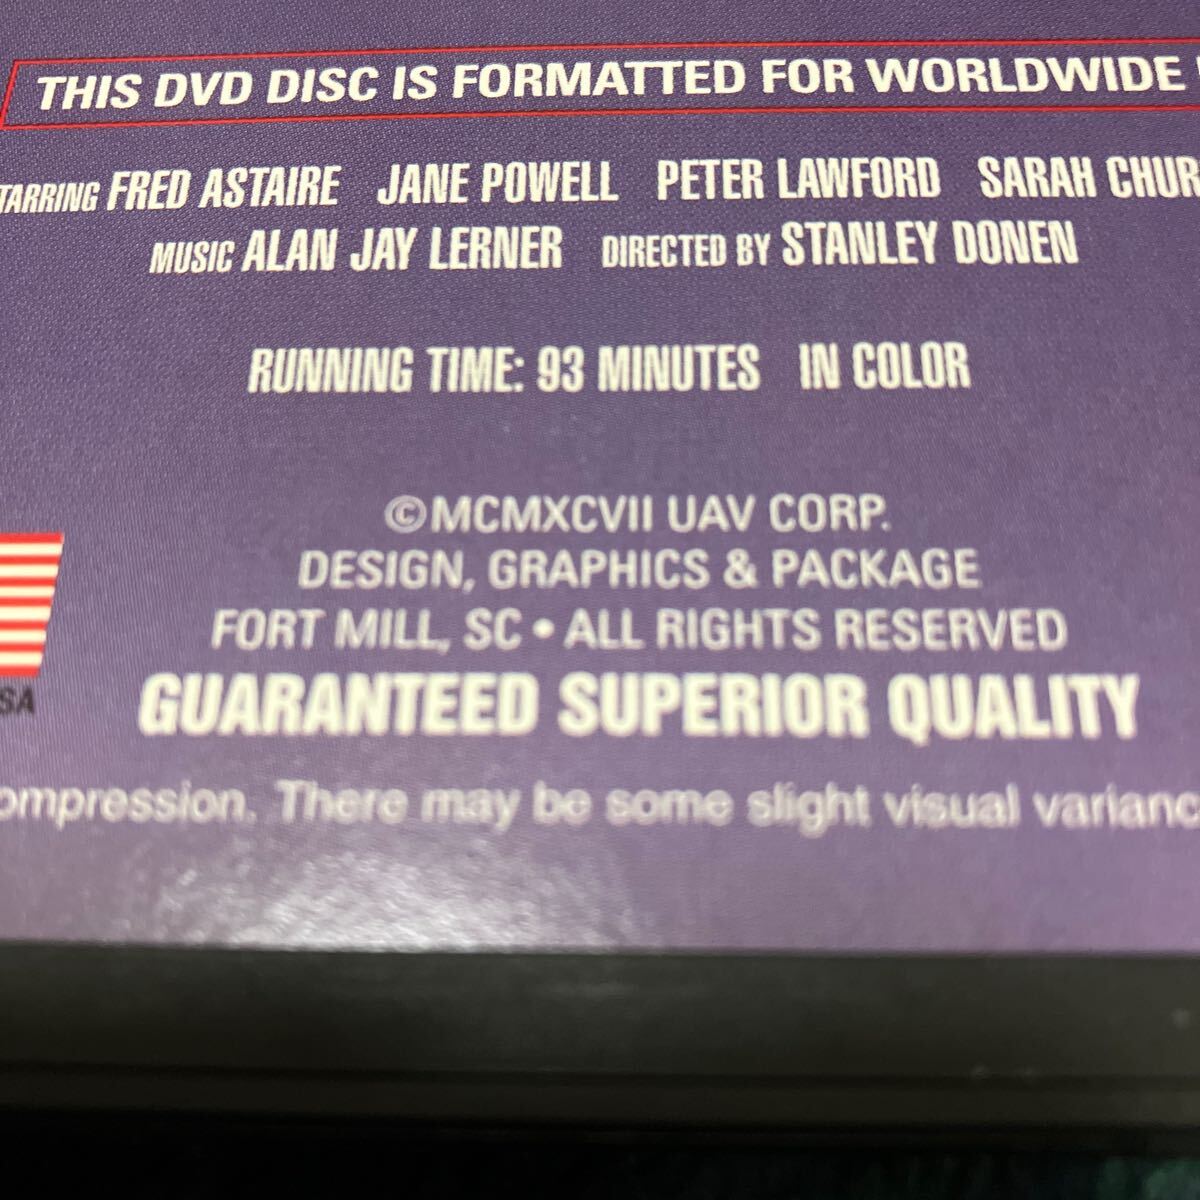 THIS DVD DISC IS FORMATTED FOR WORLDWIDE
STARRING FRED ASTAIRE JANE POWELL PETER LAWFORD SARAH CHUR
MUSIC ALAN JAY LERNER DIRECTED BY STANLEY DONEN
RUNNING TIME: 93 MINUTES IN COLOR
©MCMXCVII UAV CORP.
DESIGN, GRAPHICS & PACKAGE
FORT MILL, SC • ALL RIGHTS RESERVED
SA
GUARANTEED SUPERIOR QUALITY
ompression. There may be some slight visual varianc